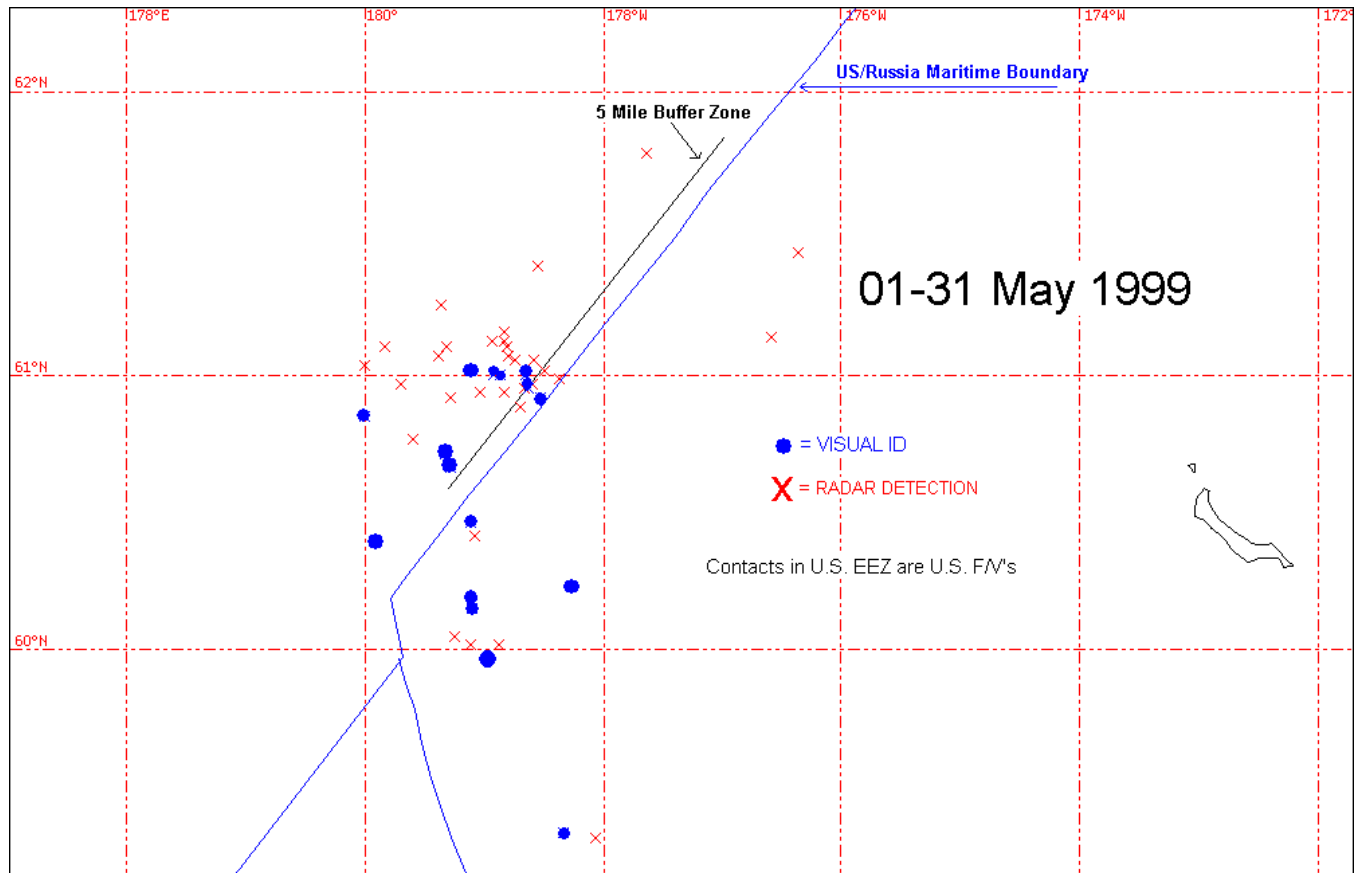 178°E 180° 178°W 176°W 174°W 172°
US/Russia Maritime Boundary
62°N
5 Mile Buffer Zone
01-31 May 1999
61°N
= VISUAL ID
X = RADAR DETECTION
Contacts in U.S. EEZ are U.S. F/V's
60°N